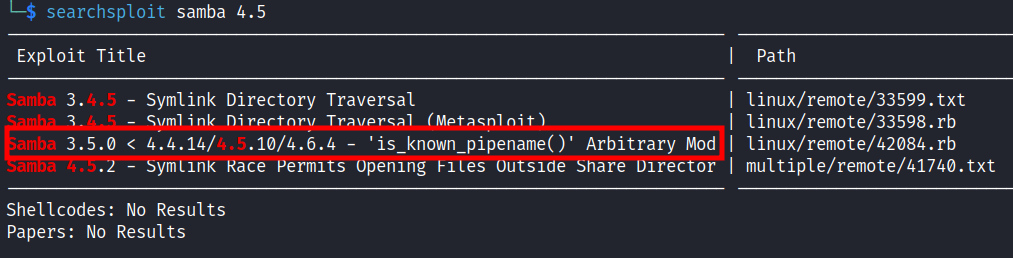 └─$ searchsploit samba 4.5
Exploit Title | Path
Samba 3.4.5 - Symlink Directory Traversal | linux/remote/33599.txt
Samba 3.4.5 - Symlink Directory Traversal (Metasploit) | linux/remote/33598.rb
Samba 3.5.0 < 4.4.14/4.5.10/4.6.4 - 'is_known_pipename()' Arbitrary Mod | linux/remote/42084.rb
Samba 4.5.2 - Symlink Race Permits Opening Files Outside Share Director | multiple/remote/41740.txt
Shellcodes: No Results
Papers: No Results